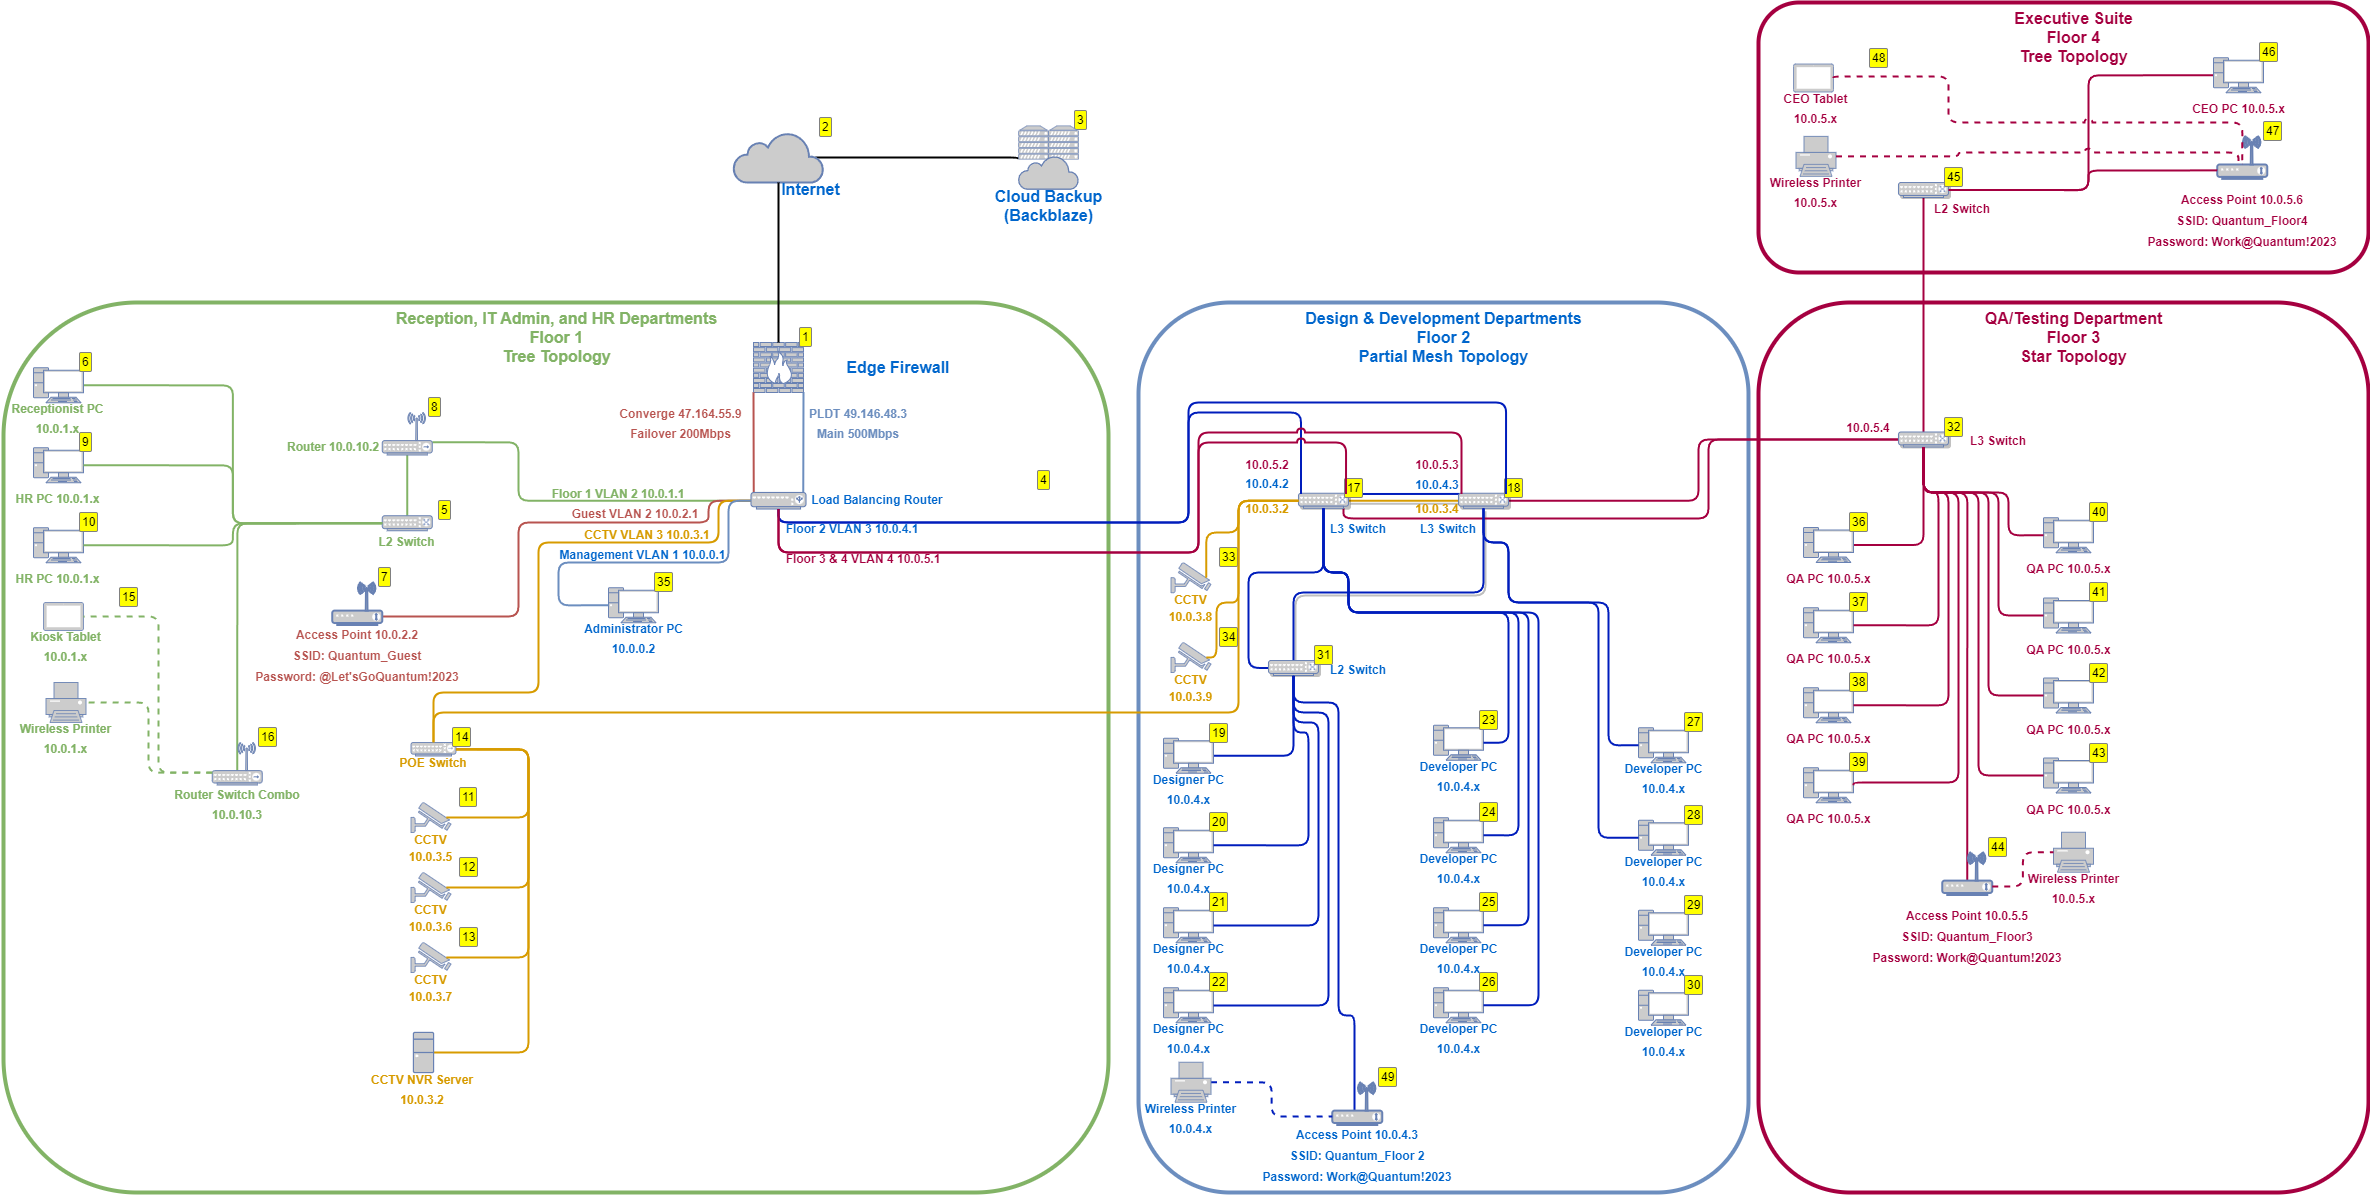 Executive Suite
Floor 4
Tree Topology
48
46
CEO Tablet
10.0.5.x
CEO PC 10.0.5.x
47
Wireless Printer
10.0.5.x
45
L2 Switch
Access Point 10.0.5.6
SSID: Quantum_Floor4
Password: Work@Quantum!2023
2
Internet
3
Cloud Backup
(Backblaze)
Reception, IT Admin, and HR Departments
Floor 1
Tree Topology
1
Edge Firewall
Converge 47.164.55.9
Failover 200Mbps
PLDT 49.146.48.3
Main 500Mbps
4
6
Receptionist PC
10.0.1.x
9
HR PC 10.0.1.x
10
HR PC 10.0.1.x
8
Router 10.0.10.2
5
L2 Switch
Load Balancing Router
Floor 1 VLAN 2 10.0.1.1
Guest VLAN 2 10.0.2.1
CCTV VLAN 3 10.0.3.1
Management VLAN 1 10.0.0.1
Floor 2 VLAN 3 10.0.4.1
Floor 3 & 4 VLAN 4 10.0.5.1
7
Access Point 10.0.2.2
SSID: Quantum_Guest
Password: @Let'sGoQuantum!2023
35
Administrator PC
10.0.0.2
15
Kiosk Tablet
10.0.1.x
Wireless Printer
10.0.1.x
16
Router Switch Combo
10.0.10.3
14
POE Switch
11
CCTV
10.0.3.5
12
CCTV
10.0.3.6
13
CCTV
10.0.3.7
CCTV NVR Server
10.0.3.2
Design & Development Departments
Floor 2
Partial Mesh Topology
10.0.5.2
10.0.4.2
10.0.3.2
17
L3 Switch
10.0.5.3
10.0.4.3
10.0.3.4
18
L3 Switch
33
CCTV
10.0.3.8
34
CCTV
10.0.3.9
31
L2 Switch
19
Designer PC
10.0.4.x
20
Designer PC
10.0.4.x
21
Designer PC
10.0.4.x
22
Designer PC
10.0.4.x
23
Developer PC
10.0.4.x
24
Developer PC
10.0.4.x
25
Developer PC
10.0.4.x
26
Developer PC
10.0.4.x
27
Developer PC
10.0.4.x
28
Developer PC
10.0.4.x
29
Developer PC
10.0.4.x
30
Developer PC
10.0.4.x
Wireless Printer
10.0.4.x
49
Access Point 10.0.4.3
SSID: Quantum_Floor 2
Password: Work@Quantum!2023
QA/Testing Department
Floor 3
Star Topology
10.0.5.4
32
L3 Switch
36
QA PC 10.0.5.x
37
QA PC 10.0.5.x
38
QA PC 10.0.5.x
39
QA PC 10.0.5.x
40
QA PC 10.0.5.x
41
QA PC 10.0.5.x
42
QA PC 10.0.5.x
43
QA PC 10.0.5.x
44
Wireless Printer
10.0.5.x
Access Point 10.0.5.5
SSID: Quantum_Floor3
Password: Work@Quantum!2023